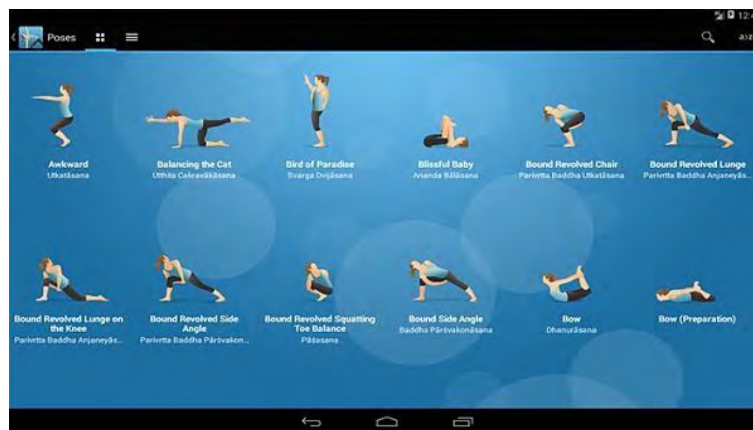 Poses
Awkward
Utkatāsana
Balancing the Cat
Utthita Cakravākāsana
Bird of Paradise
Svarga Dvijāsana
Blissful Baby
Ananda Bālāsana
Bound Revolved Chair
Parivrtta Baddha Utkatāsana
Bound Revolved Lunge
Parivrtta Baddha Anjaneyās...
Bound Revolved Lunge on
the Knee
Parivrtta Baddha Anjaneyās...
Bound Revolved Side
Angle
Parivrtta Baddha Pārśvakon...
Bound Revolved Squatting
Toe Balance
Pāśasana
Bound Side Angle
Baddha Pārśvakonāsana
Bow
Dhanurāsana
Bow (Preparation)